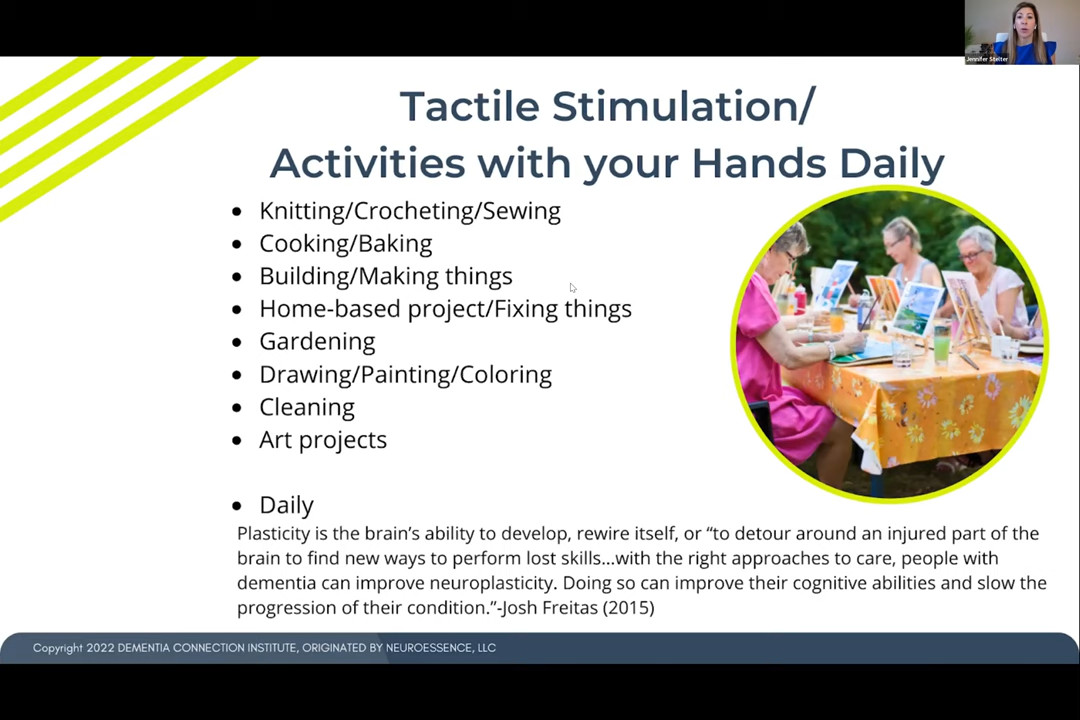 Jennifer Stelter
Tactile Stimulation/
Activities with your Hands Daily
• Knitting/Crocheting/Sewing
• Cooking/Baking
• Building/Making things
• Home-based project/Fixing things
• Gardening
• Drawing/Painting/Coloring
• Cleaning
• Art projects
• Daily
Plasticity is the brain’s ability to develop, rewire itself, or “to detour around an injured part of the
brain to find new ways to perform lost skills...with the right approaches to care, people with
dementia can improve neuroplasticity. Doing so can improve their cognitive abilities and slow the
progression of their condition.”-Josh Freitas (2015)
Copyright 2022 DEMENTIA CONNECTION INSTITUTE, ORIGINATED BY NEUROESSENCE, LLC